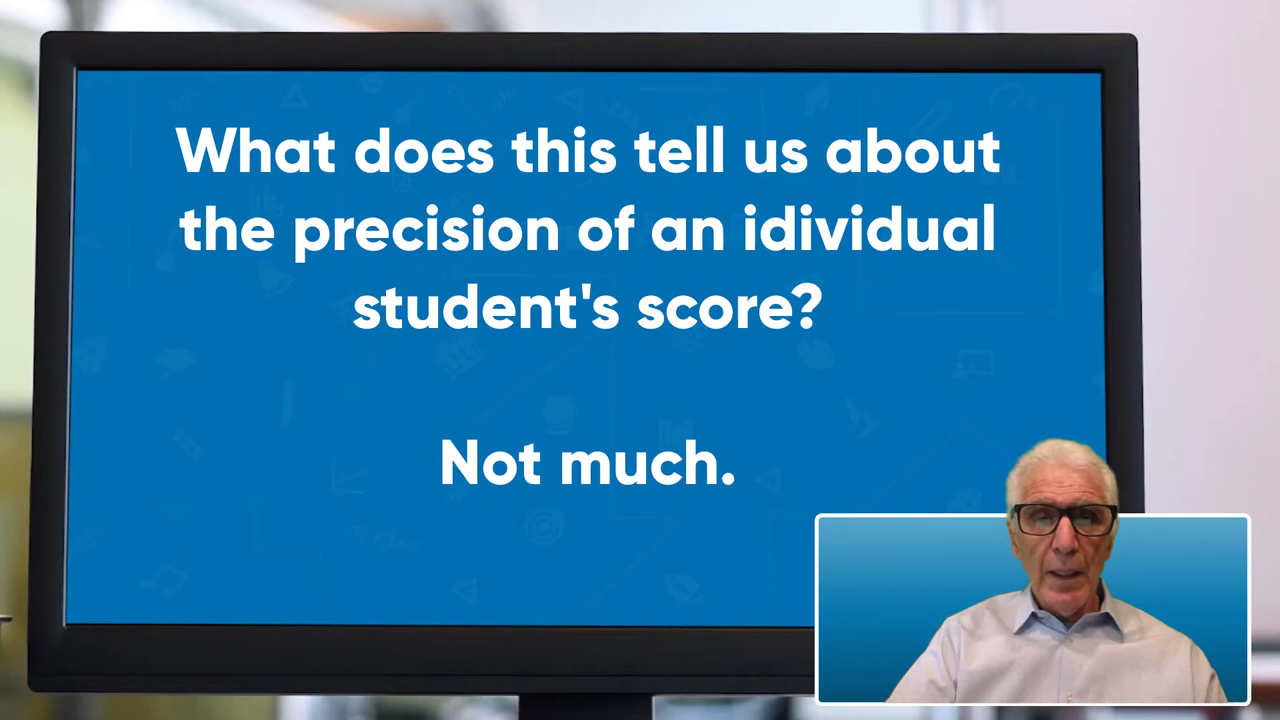 What does this tell us about
the precision of an idividual
student's score?
Not much.